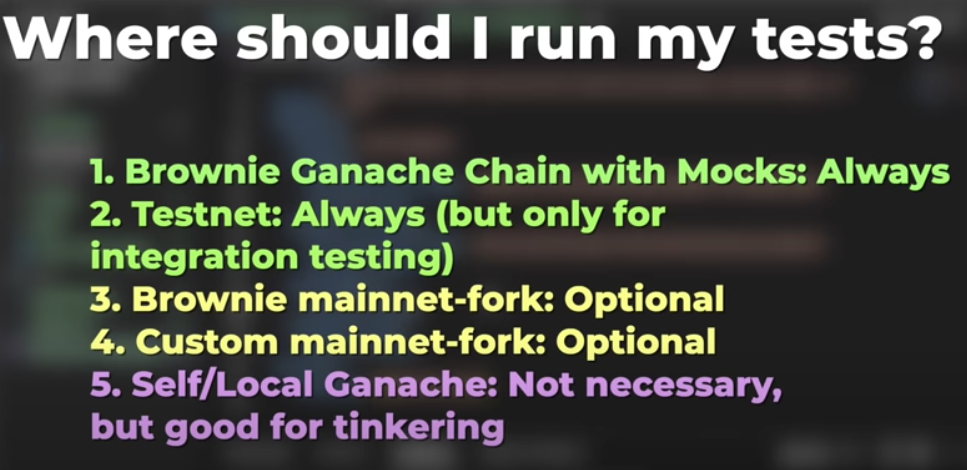 Where should I run my tests?
1. Brownie Ganache Chain with Mocks: Always
2. Testnet: Always (but only for
integration testing)
3. Brownie mainnet-fork: Optional
4. Custom mainnet-fork: Optional
5. Self/Local Ganache: Not necessary,
but good for tinkering